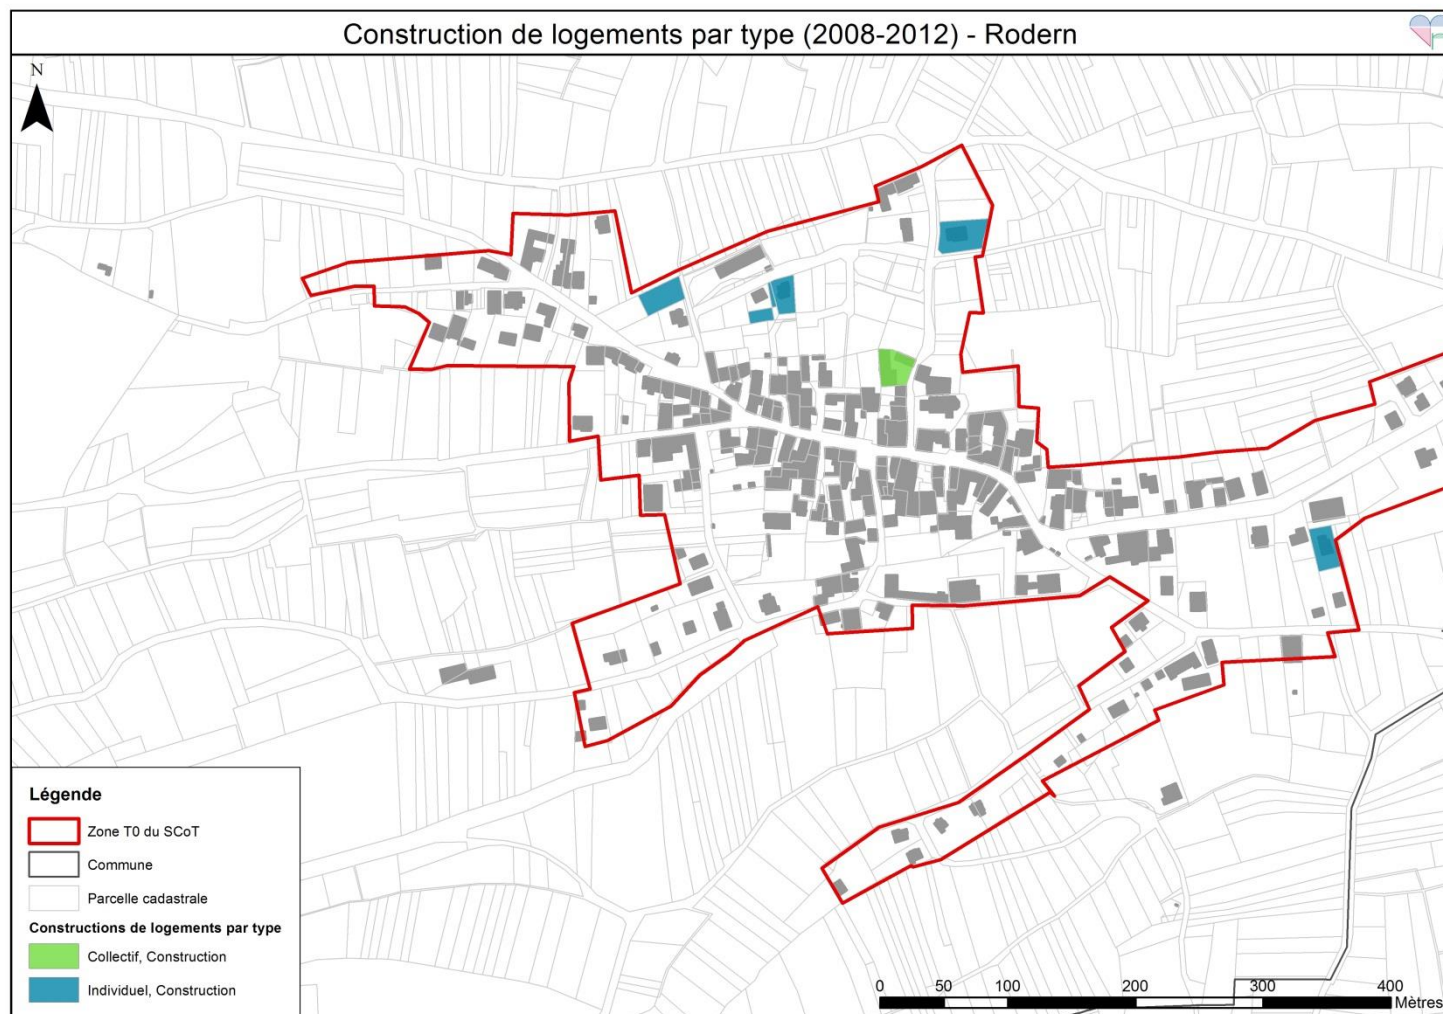 Construction de logements par type (2008-2012) - Rodern
N
Légende
Zone T0 du SCoT
Commune
Parcelle cadastrale
Constructions de logements par type
Collectif, Construction
Individuel, Construction
0 50 100 200 300 400
Mètres